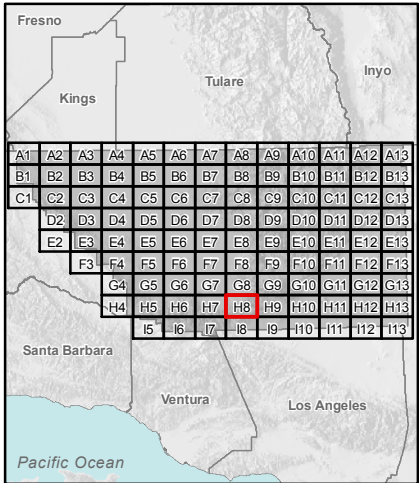 Fresno
Inyo
Tulare
Kings
A1 A2 A3 A4 A5 A6 A7 A8 A9 A10 A11 A12 A13
B1 B2 B3 B4 B5 B6 B7 B8 B9 B10 B11 B12 B13
C1 C2 C3 C4 C5 C6 C7 C8 C9 C10 C11 C12 C13
D2 D3 D4 D5 D6 D7 D8 D9 D10 D11 D12 D13
E2 E3 E4 E5 E6 E7 E8 E9 E10 E11 E12 E13
F3 F4 F5 F6 F7 F8 F9 F10 F11 F12 F13
G4 G5 G6 G7 G8 G9 G10 G11 G12 G13
H4 H5 H6 H7 H8 H9 H10 H11 H12 H13
I5 I6 I7 I8 I9 I10 I11 I12 I13
Santa Barbara
Ventura
Los Angeles
Pacific Ocean